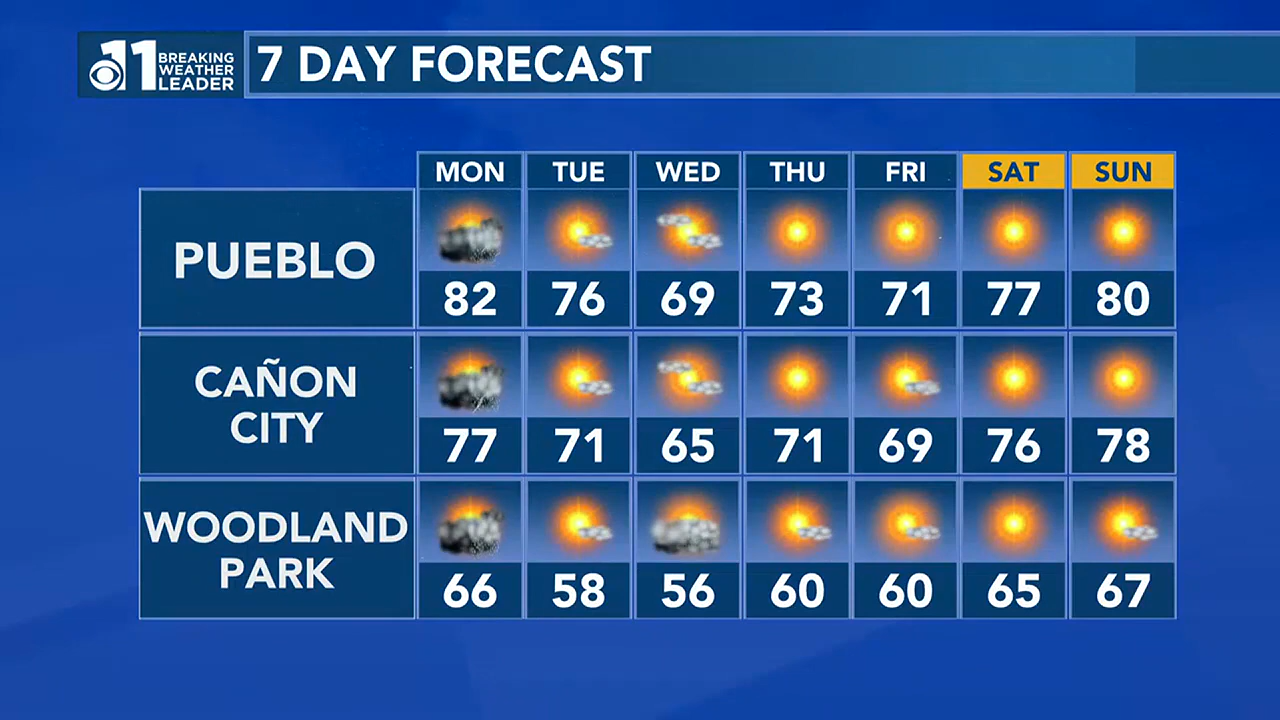 11 BREAKING
WEATHER
LEADER
7 DAY FORECAST
MON TUE WED THU FRI SAT SUN
PUEBLO
82 76 69 73 71 77 80
CAÑON
CITY
77 71 65 71 69 76 78
WOODLAND
PARK
66 58 56 60 60 65 67